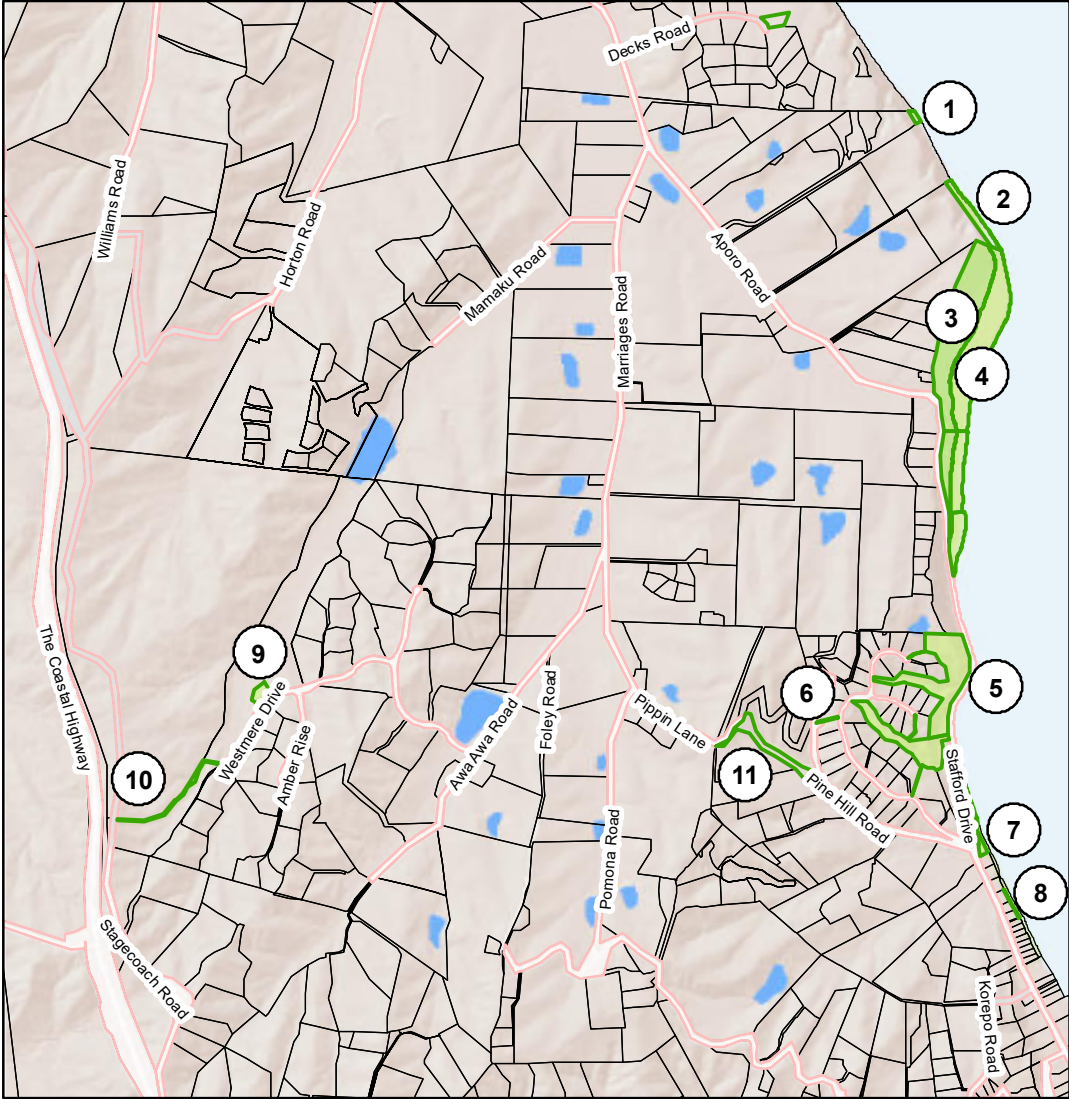 Decks Road
1
Williams Road
2
Horton Road
Mamaku Road
Aporo Road
Marriages Road
3
4
The Coastal Highway
9
Westmere Drive
Amber Rise
Awa Awa Road
Foley Road
Pippin Lane
6
5
10
11
Pine Hill Road
Stafford Drive
7
Pomona Road
8
Stagecoach Road
Korepo Road